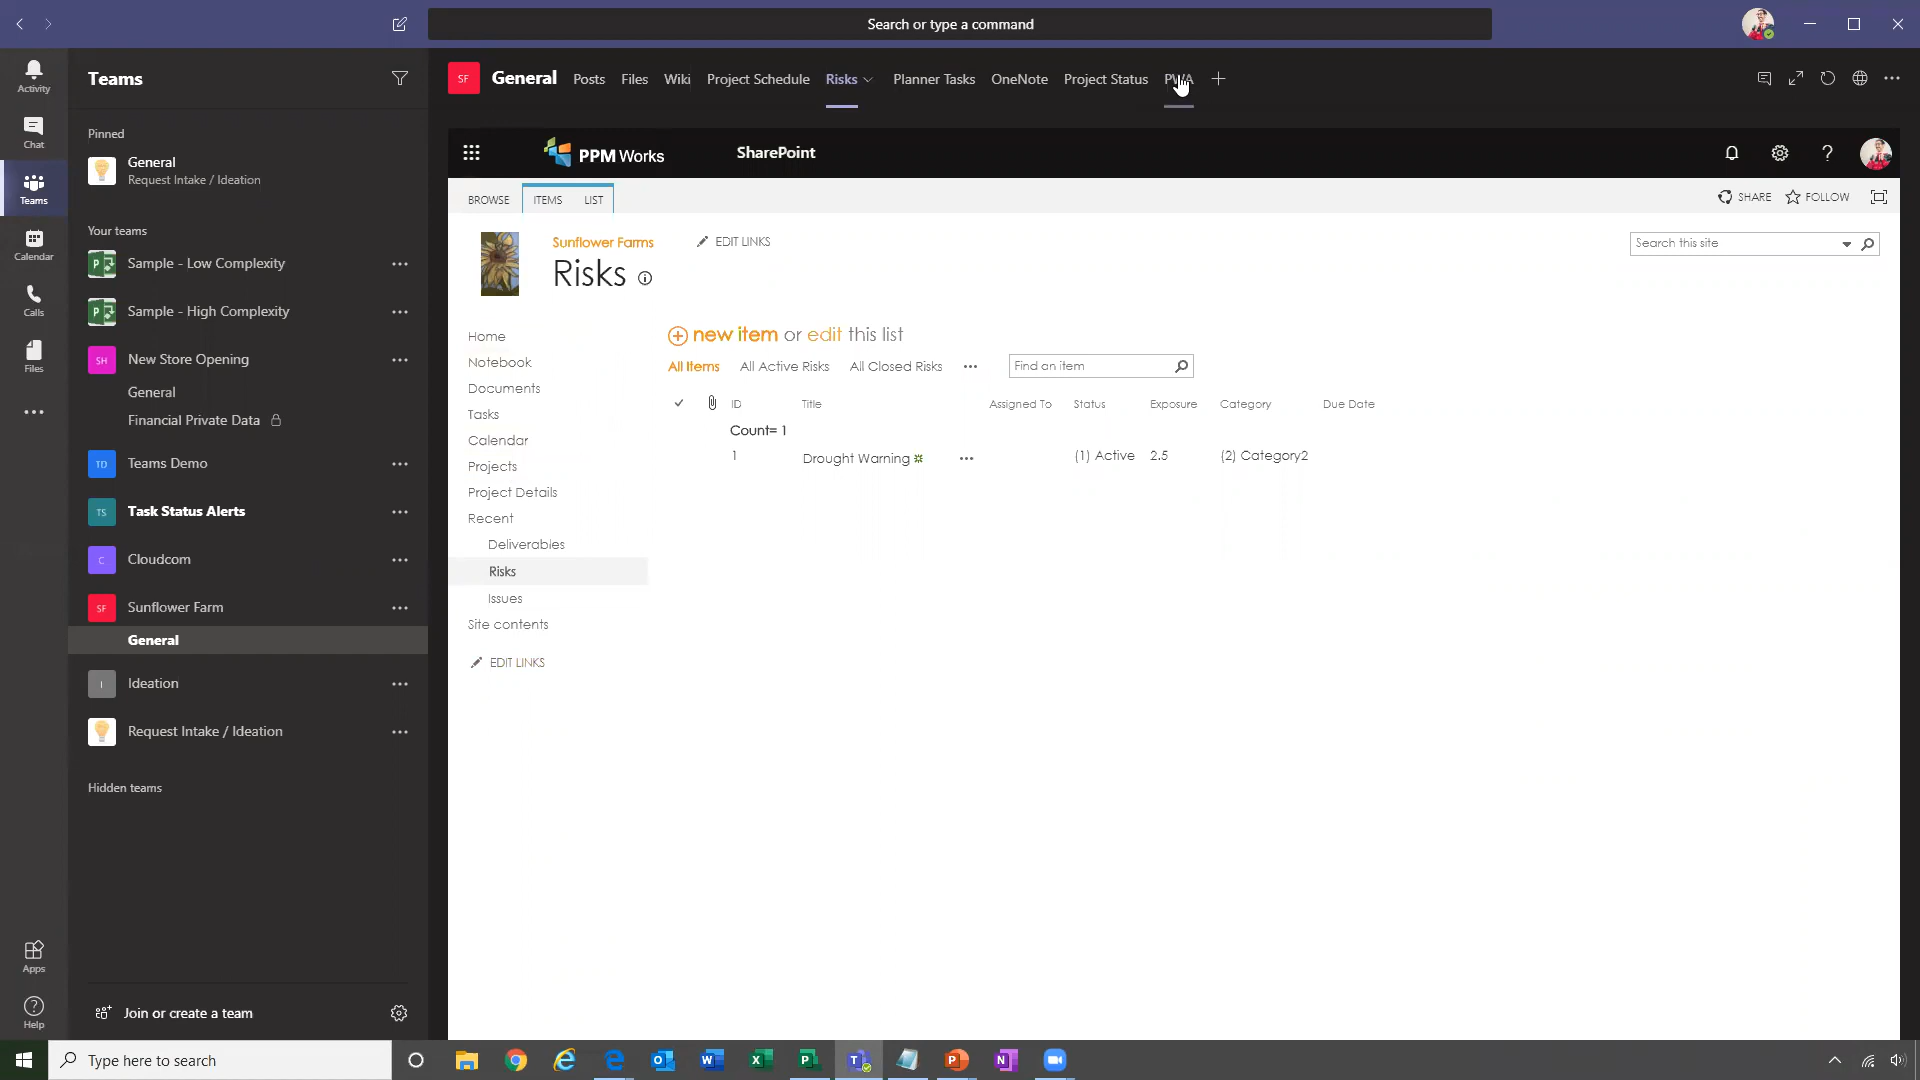 Search or type a command
Activity
Chat
Teams
Calendar
Calls
Files
Apps
Help
Teams
Pinned
General
Request Intake / Ideation
Your teams
Sample - Low Complexity
Sample - High Complexity
SH New Store Opening
General
Financial Private Data
TD Teams Demo
TS Task Status Alerts
C Cloudcom
SF Sunflower Farm
General
I Ideation
Request Intake / Ideation
Hidden teams
Join or create a team
SF General Posts Files Wiki Project Schedule Risks Planner Tasks OneNote Project Status PWA
PPM Works SharePoint
BROWSE ITEMS LIST SHARE FOLLOW
Sunflower Farms EDIT LINKS
Risks
Search this site
Home
Notebook
Documents
Tasks
Calendar
Projects
Project Details
Recent
Deliverables
Risks
Issues
Site contents
EDIT LINKS
new item or edit this list
All Items All Active Risks All Closed Risks Find an item
ID Title Assigned To Status Exposure Category Due Date
Count= 1
1 Drought Warning (1) Active 2.5 (2) Category2
Type here to search